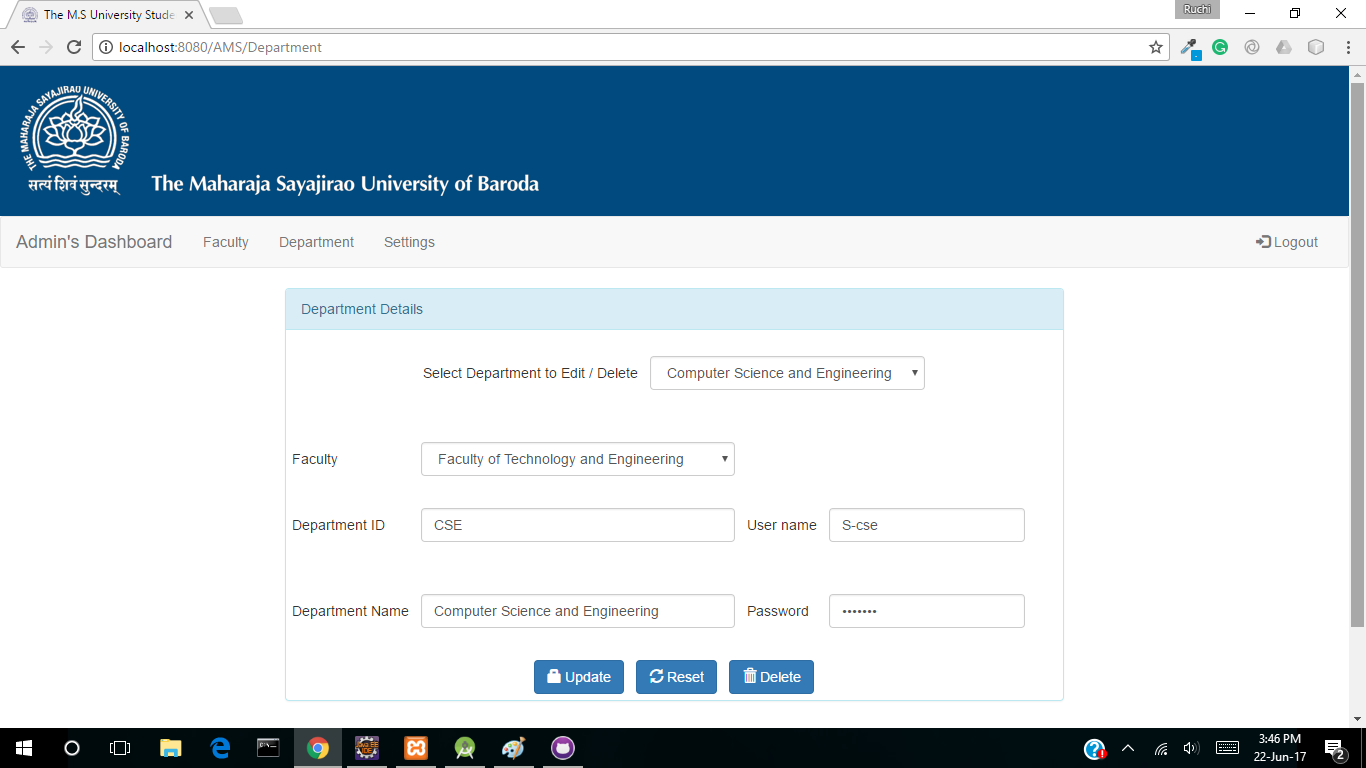 The M.S University Stude
Ruchi
localhost:8080/AMS/Department
THE MAHARAJA SAYAJIRAO UNIVERSITY OF BARODA
सत्यं शिवं सुन्दरम्
The Maharaja Sayajirao University of Baroda
Admin's Dashboard Faculty Department Settings Logout
Department Details
Select Department to Edit / Delete Computer Science and Engineering
Faculty Faculty of Technology and Engineering
Department ID CSE User name S-cse
Department Name Computer Science and Engineering Password •••••••
Update Reset Delete
3:46 PM
22-Jun-17
2